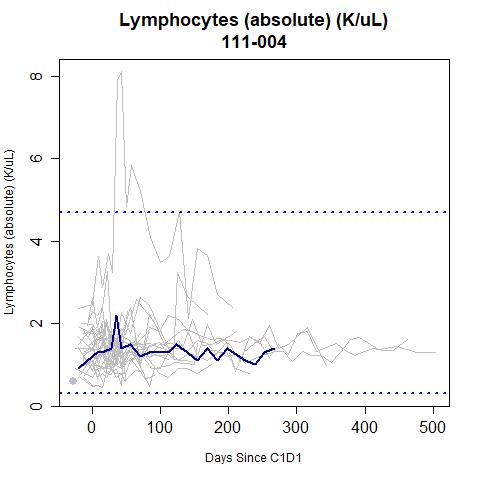 Lymphocytes (absolute) (K/uL)
111-004
Lymphocytes (absolute) (K/uL)
8
6
4
2
0
0 100 200 300 400 500
Days Since C1D1